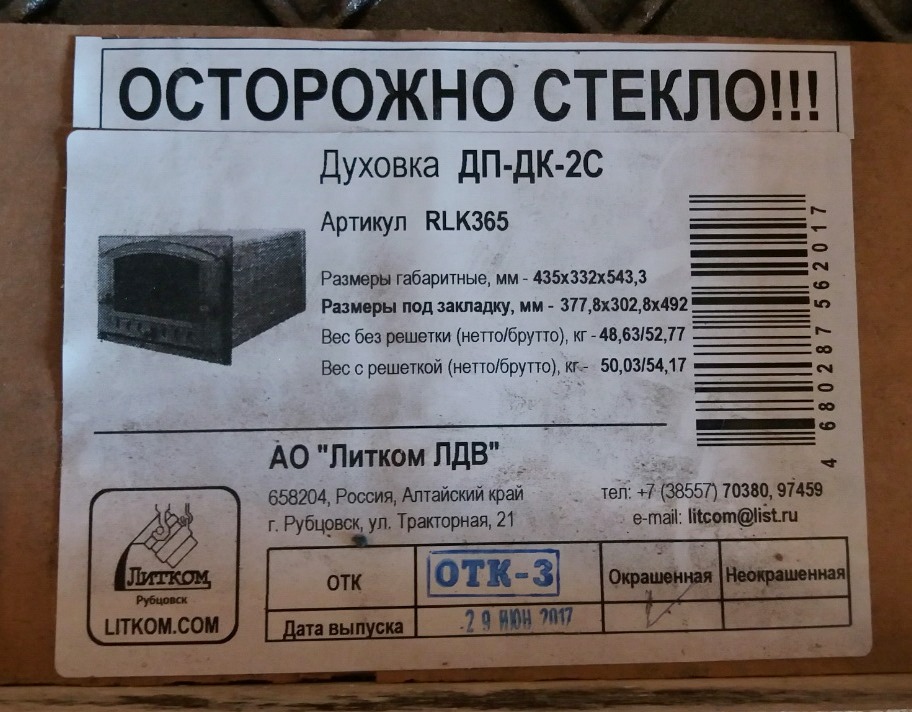 ОСТОРОЖНО СТЕКЛО!!!
Духовка ДП-ДК-2С
Артикул RLK365
Размеры габаритные, мм - 435х332х543,3
Размеры под закладку, мм - 377,8х302,8х492
Вес без решетки (нетто/брутто), кг - 48,63/52,77
Вес с решеткой (нетто/брутто), кг - 50,03/54,17
4 680287 562017
АО "Литком ЛДВ"
658204, Россия, Алтайский край
г. Рубцовск, ул. Тракторная, 21
тел: +7 (38557) 70380, 97459
e-mail: litcom@list.ru
Литком
Рубцовск
LITKOM.COM
ОТК ОТК-3 Окрашенная Неокрашенная
Дата выпуска 29 ИЮН 2017